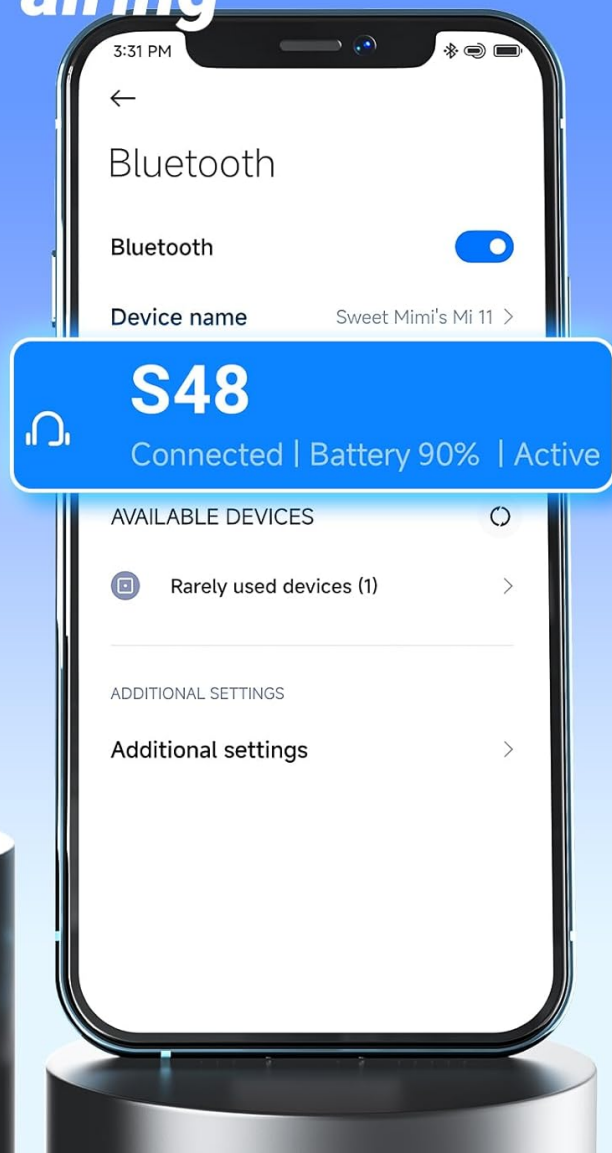 airing
3:31 PM
Bluetooth
Bluetooth
Device name Sweet Mimi's Mi 11
S48
Connected | Battery 90% | Active
AVAILABLE DEVICES
Rarely used devices (1)
ADDITIONAL SETTINGS
Additional settings